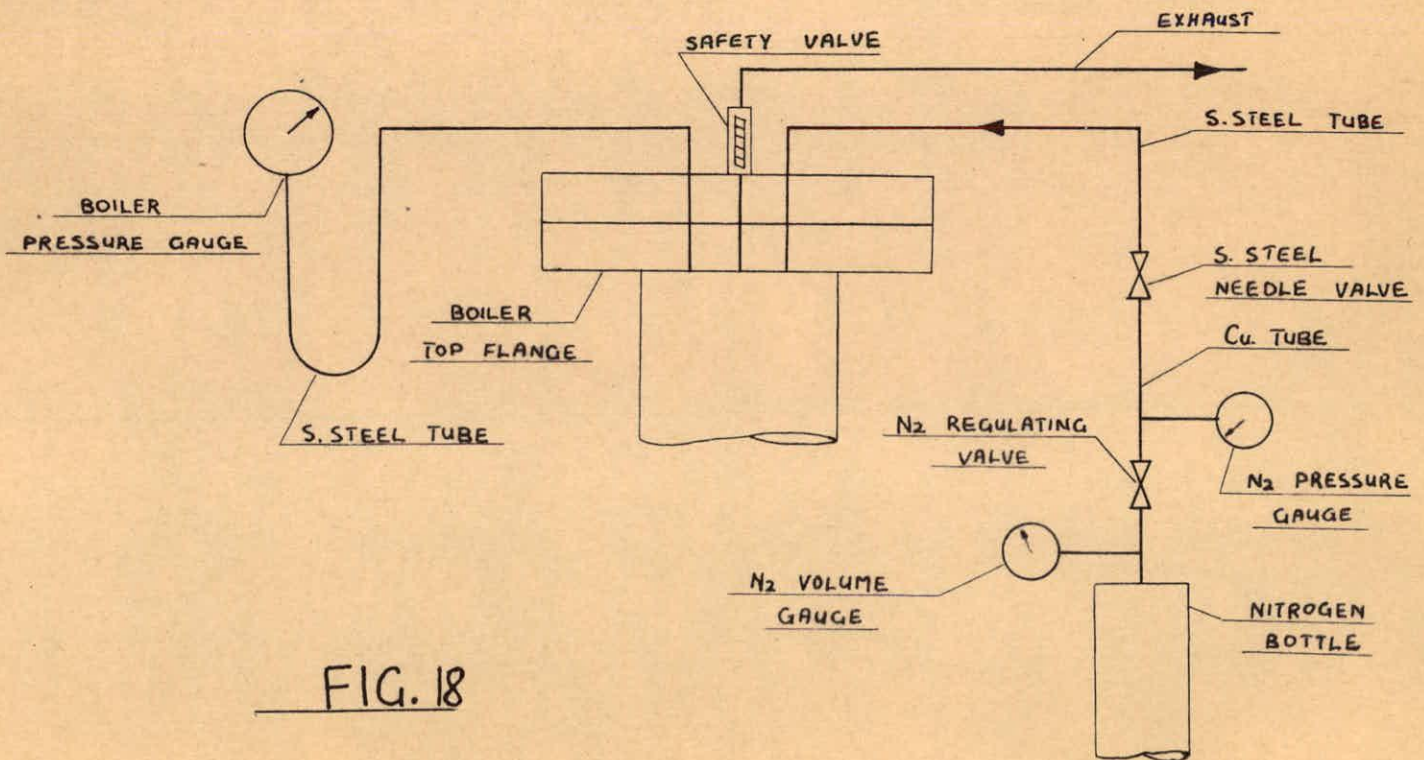 EXHAUST
SAFETY VALVE
S. STEEL TUBE
BOILER
PRESSURE GAUGE
S. STEEL
NEEDLE VALVE
BOILER
TOP FLANGE
Cu. TUBE
S. STEEL TUBE
N2 REGULATING
VALVE
N2 PRESSURE
GAUGE
N2 VOLUME
GAUGE
NITROGEN
BOTTLE
FIG. 18